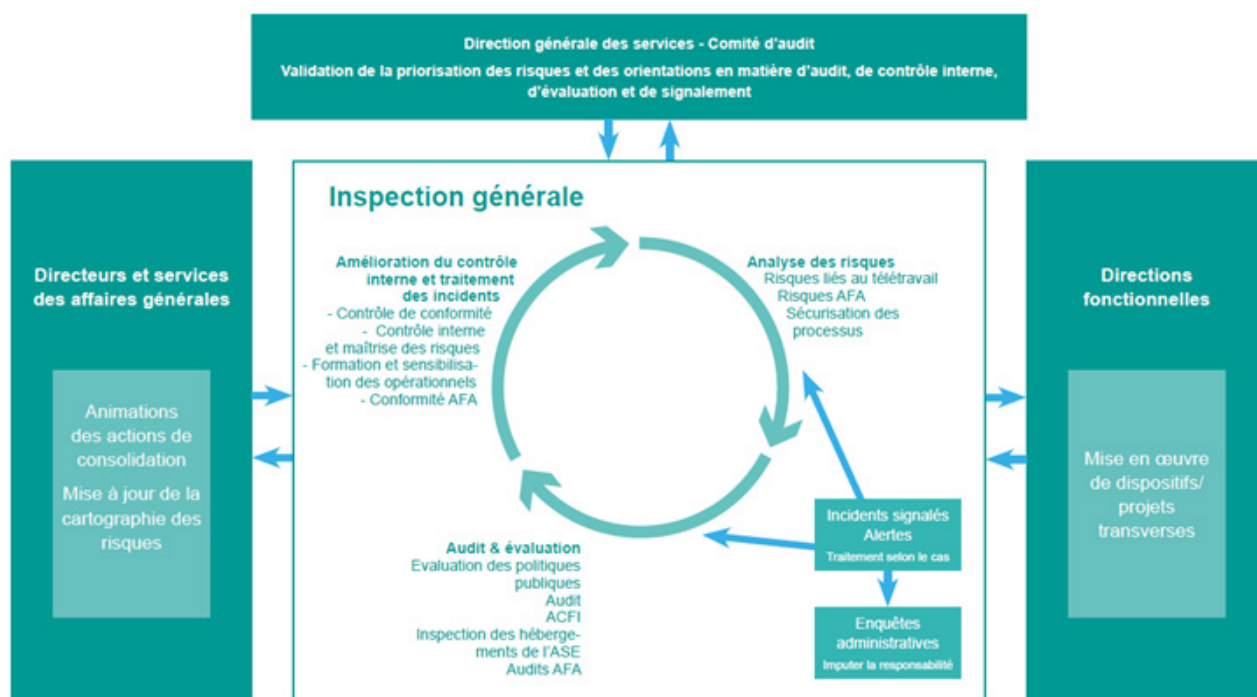 Direction générale des services - Comité d'audit
Validation de la priorisation des risques et des orientations en matière d'audit, de contrôle interne,
d'évaluation et de signalement
Directeurs et services
des affaires générales
Animations
des actions de
consolidation
Mise à jour de la
cartographie des
risques
Inspection générale
Amélioration du contrôle
interne et traitement
des incidents
- Contrôle de conformité
- Contrôle interne
et maîtrise des risques
- Formation et sensibilisa-
tion des opérationnels
- Conformité AFA
Analyse des risques
Risques liés au télétravail
Risques AFA
Sécurisation des
processus
Audit & évaluation
Evaluation des politiques
publiques
Audit
ACFI
Inspection des héberge-
ments de l'ASE
Audits AFA
Incidents signalés
Alertes
Traitement selon le cas
Enquêtes
administratives
Imputer la responsabilité
Directions
fonctionnelles
Mise en œuvre
de dispositifs/
projets
transverses